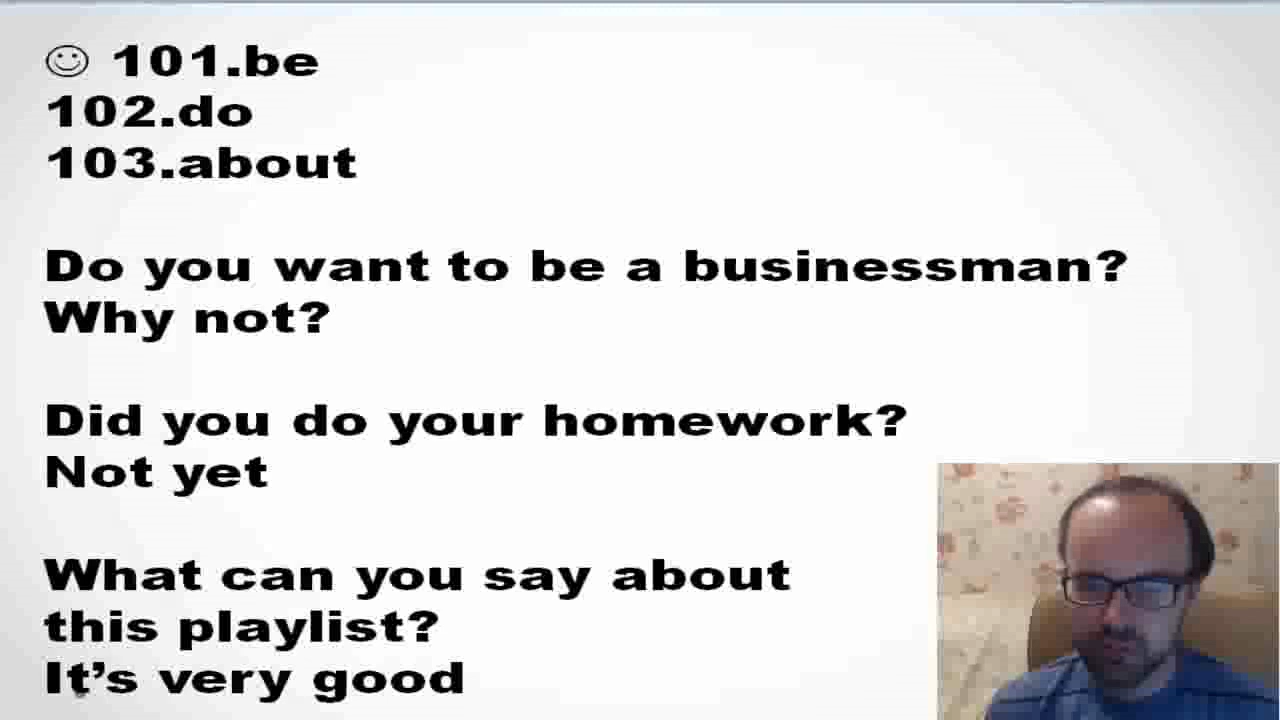 ☺ 101.be
102.do
103.about
Do you want to be a businessman?
Why not?
Did you do your homework?
Not yet
What can you say about
this playlist?
It’s very good